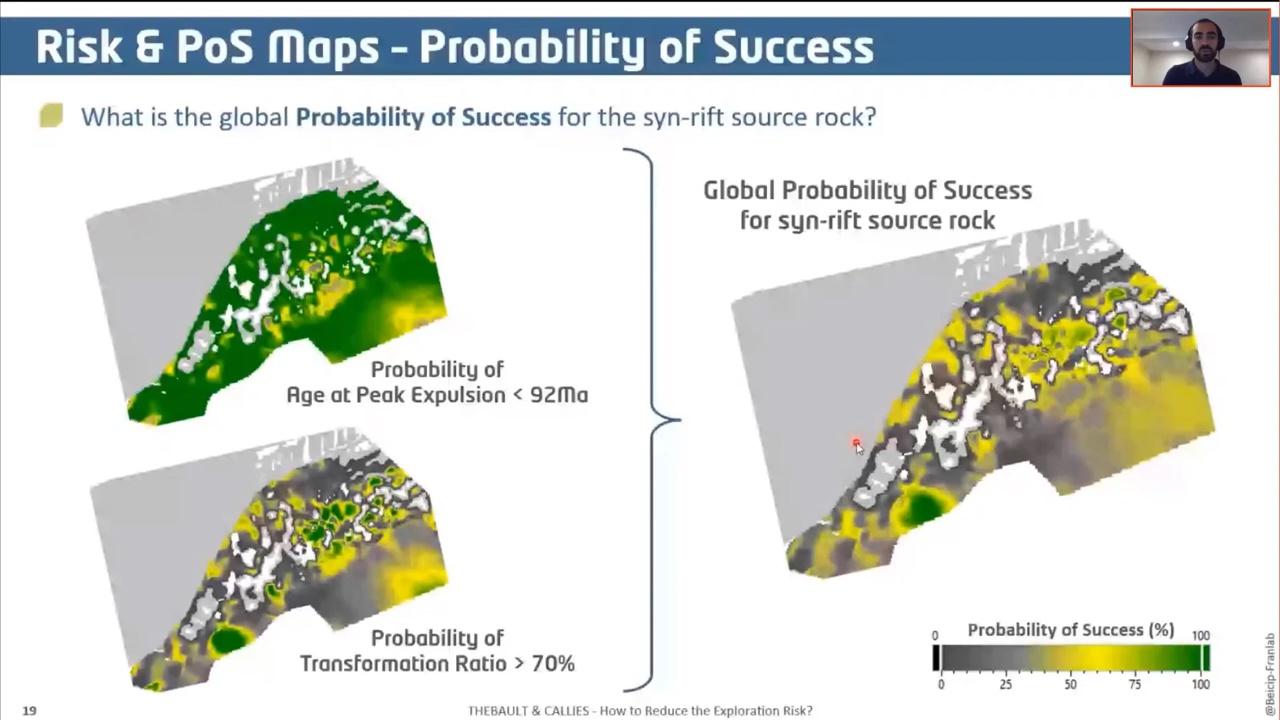 Risk & PoS Maps - Probability of Success
What is the global Probability of Success for the syn-rift source rock?
Probability of
Age at Peak Expulsion < 92Ma
Probability of
Transformation Ratio > 70%
Global Probability of Success
for syn-rift source rock
0 Probability of Success (%) 100
0 25 50 75 100
19
THEBAULT & CALLIES - How to Reduce the Exploration Risk?
@Beicip-Franlab